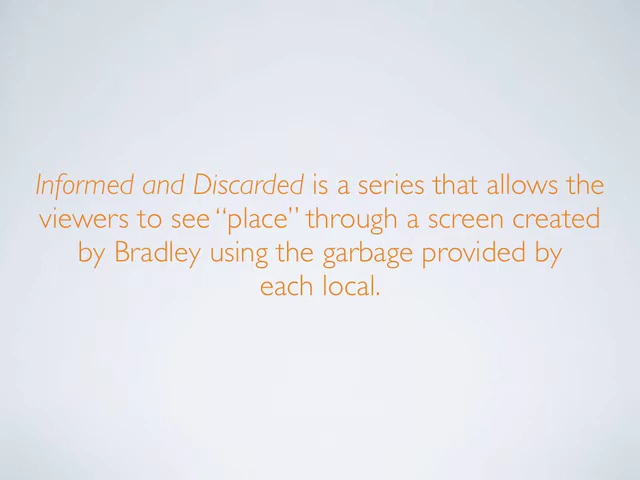 Informed and Discarded is a series that allows the
viewers to see “place” through a screen created
by Bradley using the garbage provided by
each local.